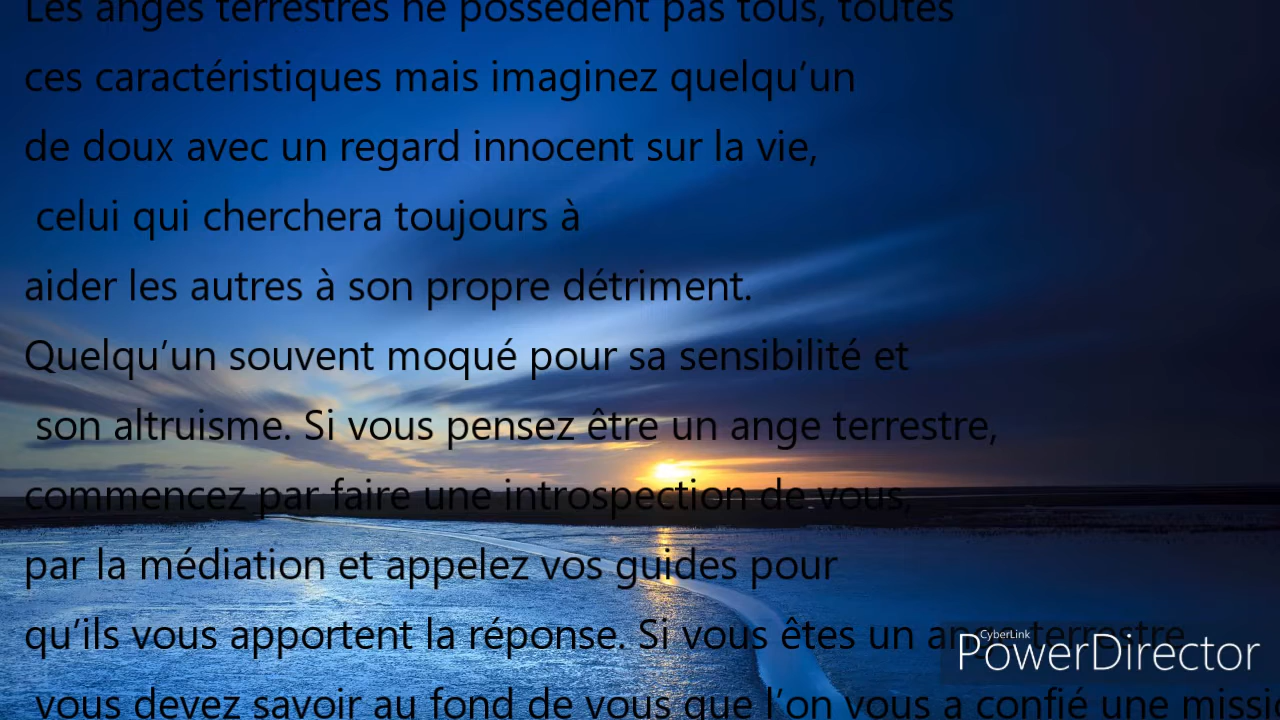 Les anges terrestres ne possèdent pas tous, toutes
ces caractéristiques mais imaginez quelqu'un
de doux avec un regard innocent sur la vie,
celui qui cherchera toujours à
aider les autres à son propre détriment.
Quelqu'un souvent moqué pour sa sensibilité et
son altruisme. Si vous pensez être un ange terrestre,
commencez par faire une introspection de vous,
par la médiation et appelez vos guides pour
qu'ils vous apportent la réponse. Si vous êtes un ange terrestre
CyberLink
PowerDirector
vous devez savoir au fond de vous que l'on vous a confié une missi